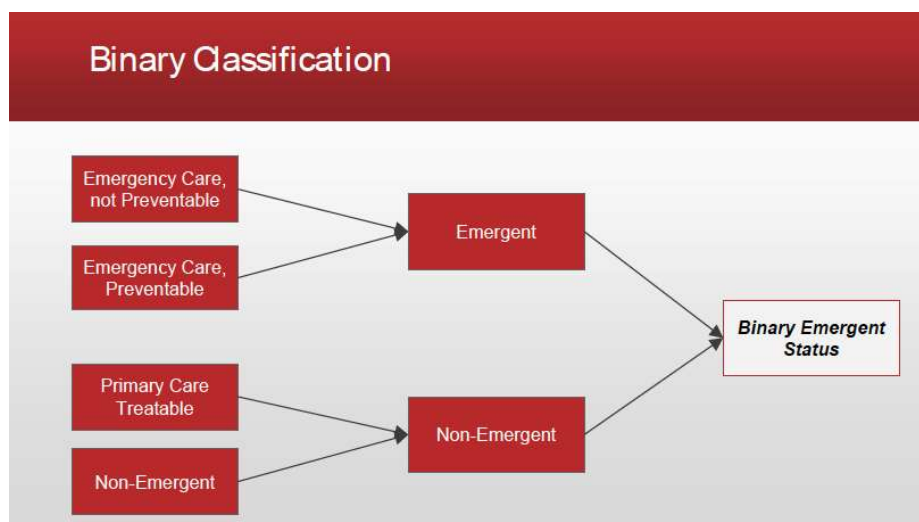 Binary Classification
Emergency Care,
not Preventable
Emergency Care,
Preventable
Primary Care
Treatable
Non-Emergent
Emergent
Non-Emergent
Binary Emergent
Status